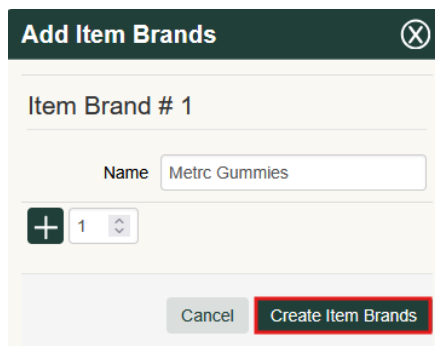 Add Item Brands
Item Brand # 1
Name Metrc Gummies
1
Cancel Create Item Brands